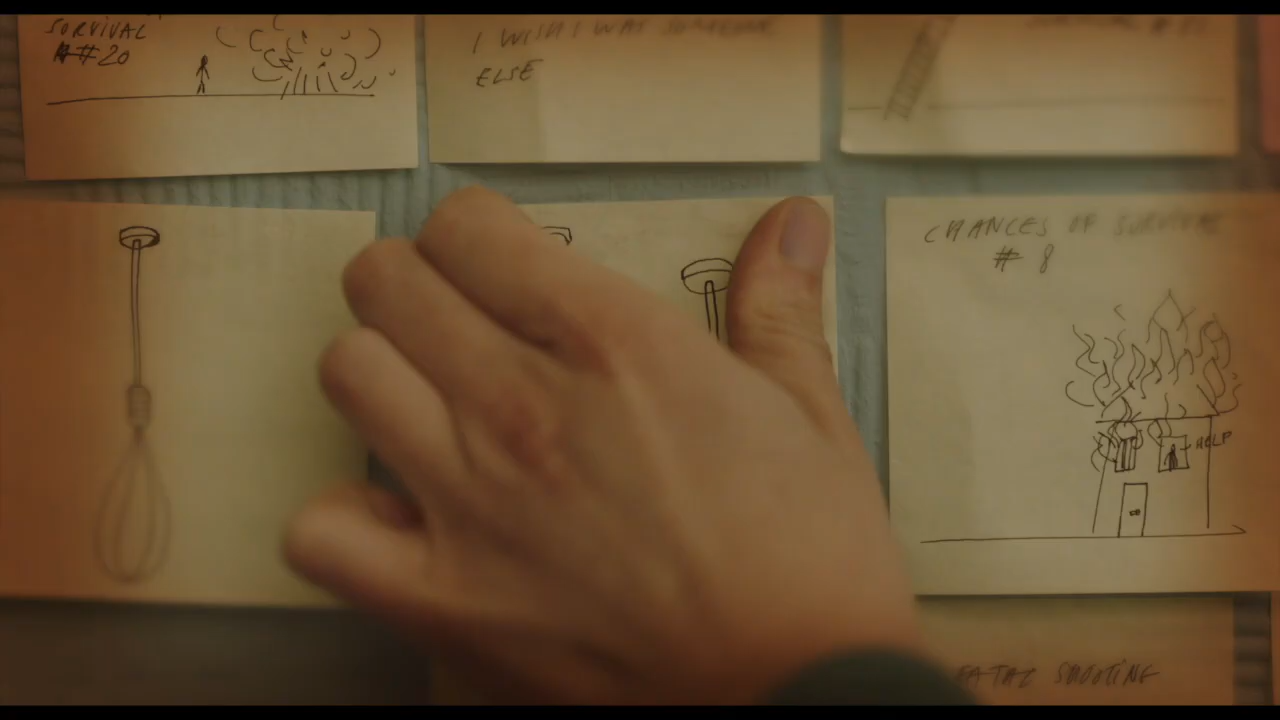 SURVIVAL
#20
I WISH I WAS SOMEONE
ELSE
CHANCES OF SURVIVAL
# 8
HELP
FATAL SHOOTING